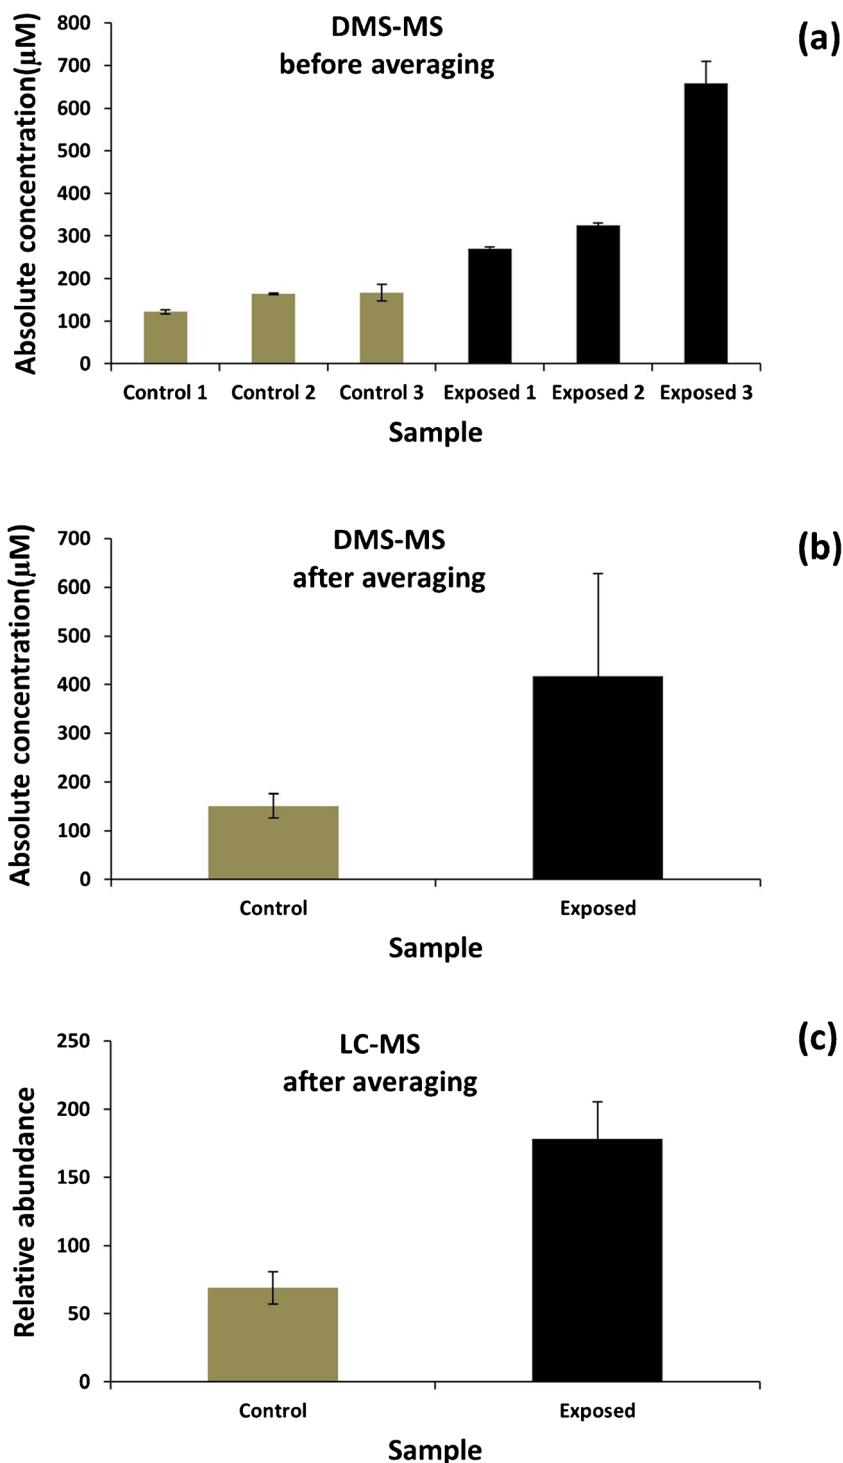 DMS-MS
before averaging
(a)
Absolute concentration(μM)
800
700
600
500
400
300
200
100
0
Control 1 Control 2 Control 3 Exposed 1 Exposed 2 Exposed 3
Sample
DMS-MS
after averaging
(b)
Absolute concentration(μM)
700
600
500
400
300
200
100
0
Control Exposed
Sample
LC-MS
after averaging
(c)
Relative abundance
250
200
150
100
50
0
Control Exposed
Sample